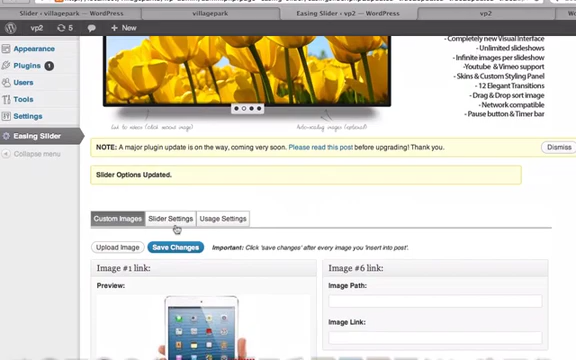 Slider ‹ villagepark — WordPress
villagepark
Easing Slider ‹ vp2 — WordPress
vp2
vp2
5
+ New
Appearance
Plugins 1
Users
Tools
Settings
Easing Slider
Collapse menu
- Completely new Visual Interface
- Unlimited slideshows
- Infinite images per slideshow
-Youtube & Vimeo support
- Skins & Custom Styling Panel
- 12 Elegant Transitions
- Drag & Drop sort image
- Network compatible
- Pause button & Timer bar
NOTE: A major plugin update is on the way, coming very soon. Please read this post before upgrading! Thank you.
Dismiss
Slider Options Updated.
Custom Images
Slider Settings
Usage Settings
Upload Image
Save Changes
Important: Click 'save changes' after every image you 'insert into post'.
Image #1 link:
Preview:
Image #6 link:
Image Path:
Image Link: